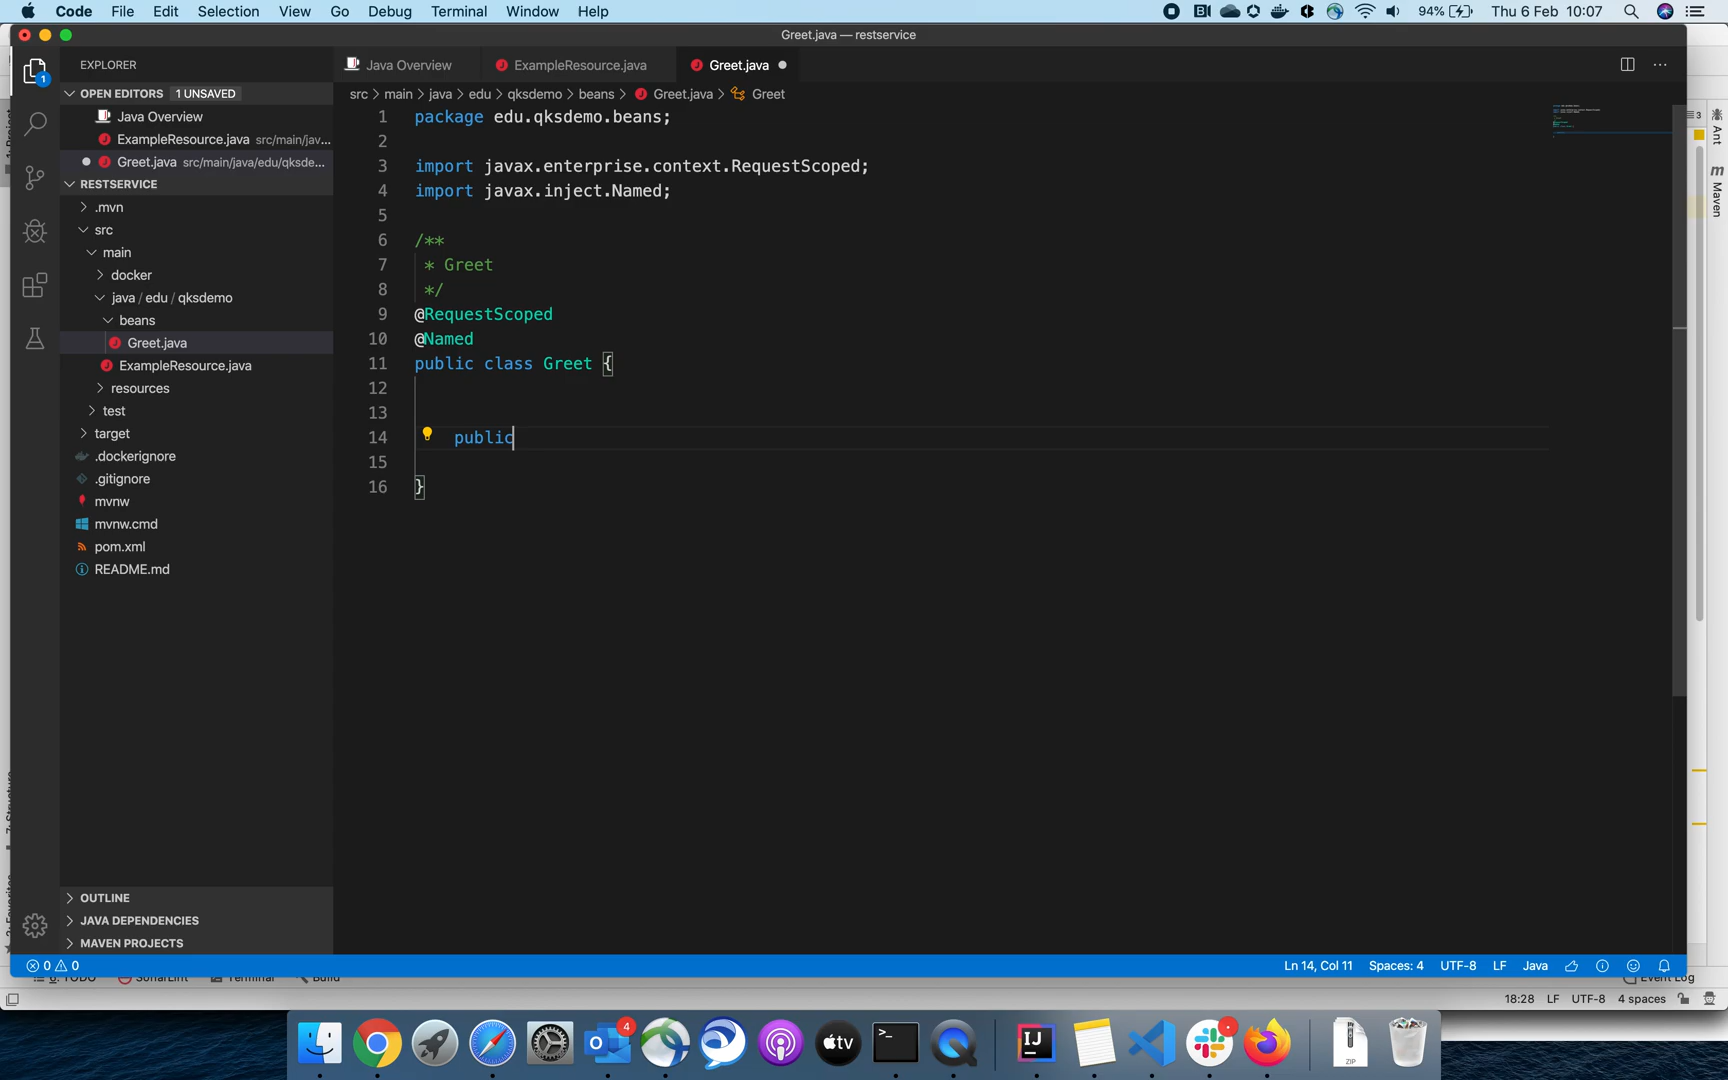 Code File Edit Selection View Go Debug Terminal Window Help 94% Thu 6 Feb 10:07
Greet.java — restservice
EXPLORER
OPEN EDITORS 1 UNSAVED
Java Overview
ExampleResource.java src/main/jav...
Greet.java src/main/java/edu/qksde...
RESTSERVICE
.mvn
src
main
docker
java / edu / qksdemo
beans
Greet.java
ExampleResource.java
resources
test
target
.dockerignore
.gitignore
mvnw
mvnw.cmd
pom.xml
README.md
OUTLINE
JAVA DEPENDENCIES
MAVEN PROJECTS
Java Overview ExampleResource.java Greet.java
src > main > java > edu > qksdemo > beans > Greet.java > Greet
1 package edu.qksdemo.beans;
2
3 import javax.enterprise.context.RequestScoped;
4 import javax.inject.Named;
5
6 /**
7 * Greet
8 */
9 @RequestScoped
10 @Named
11 public class Greet {
12
13
14 public
15
16 }
3
Ant
Maven
0 0 Ln 14, Col 11 Spaces: 4 UTF-8 LF Java
18:28 LF UTF-8 4 spaces
4
tv
IJ
ZIP